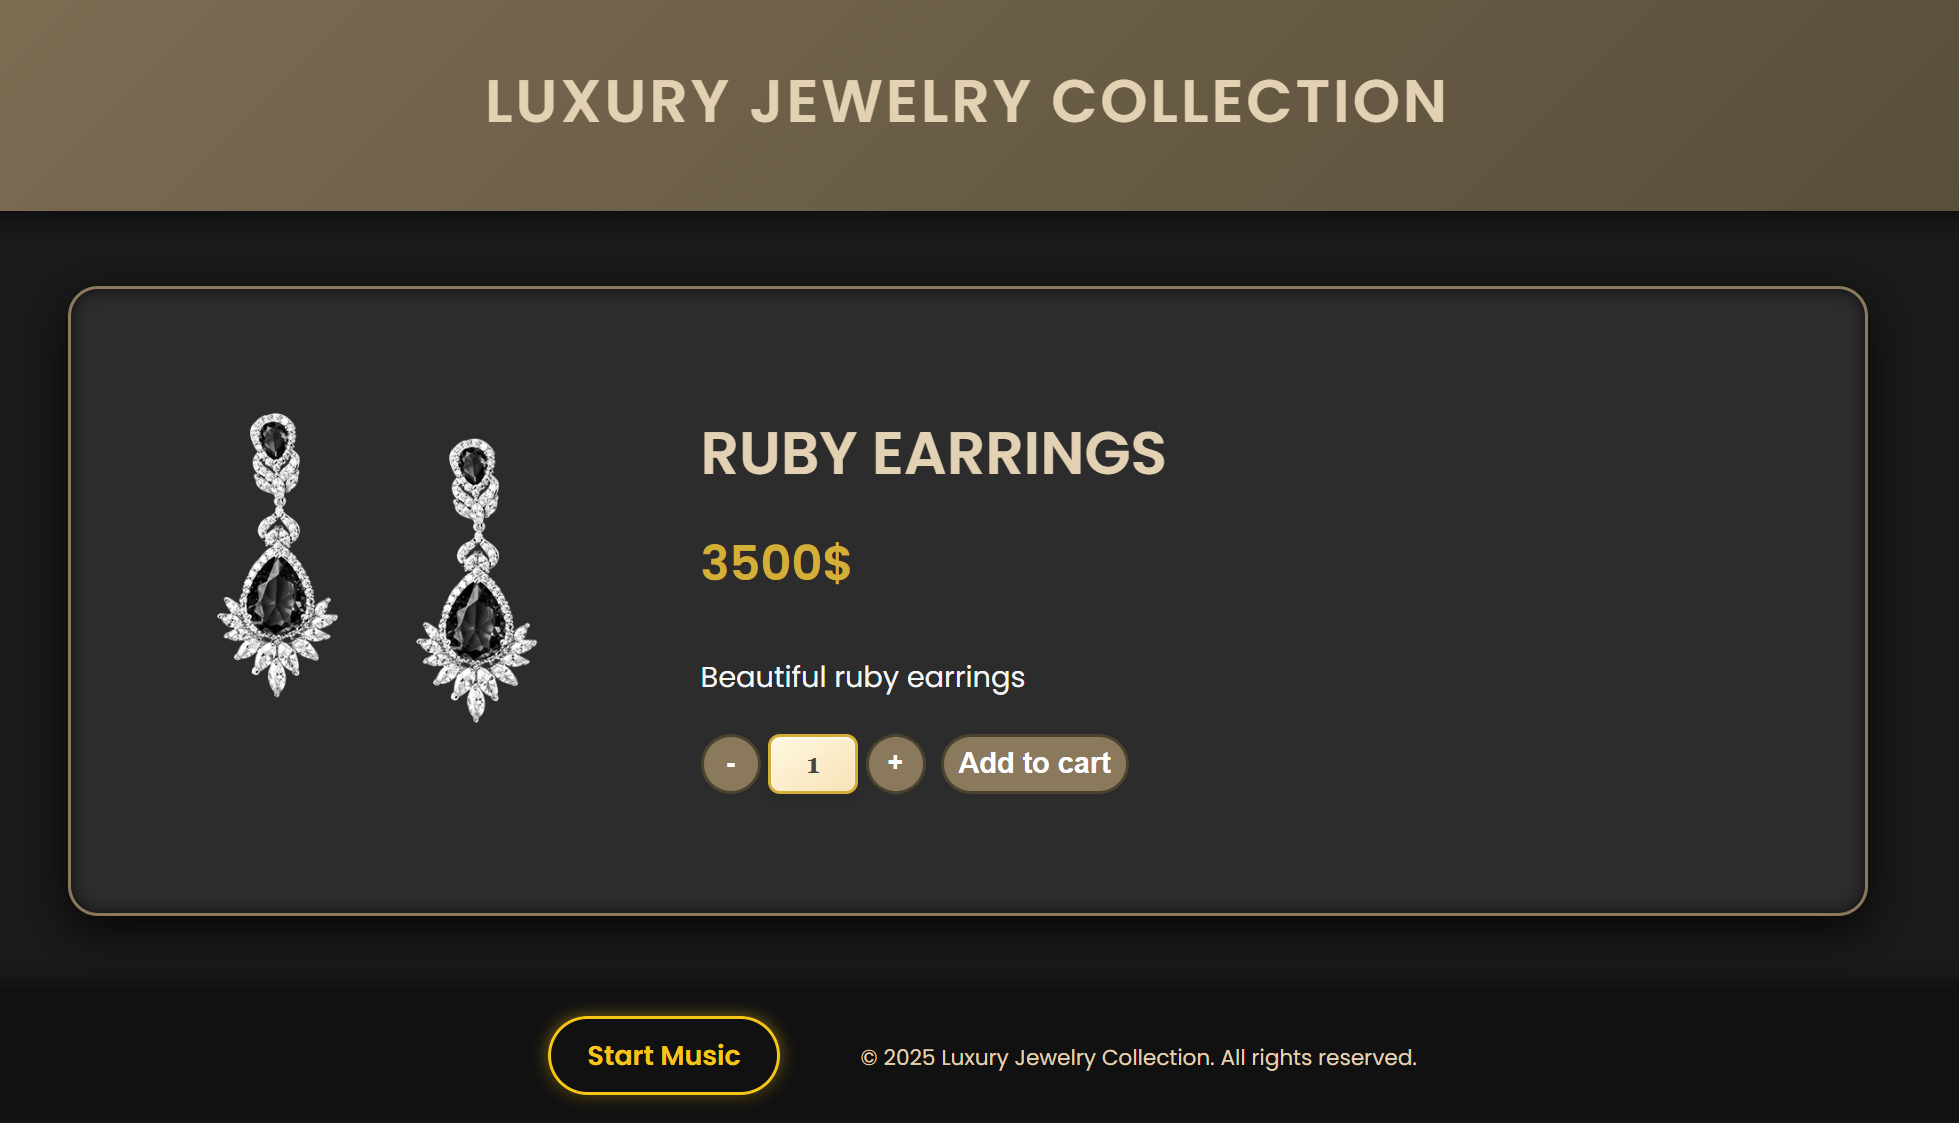 LUXURY JEWELRY COLLECTION
RUBY EARRINGS
3500$
Beautiful ruby earrings
- 1 + Add to cart
Start Music
© 2025 Luxury Jewelry Collection. All rights reserved.